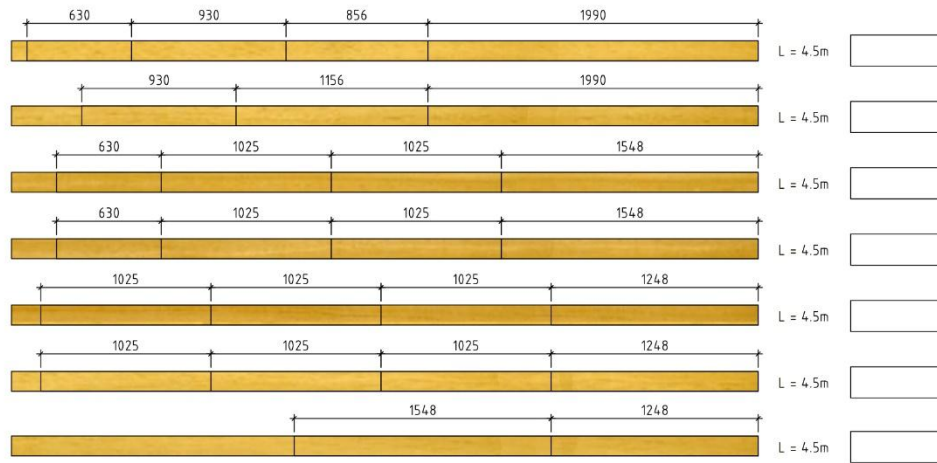 630 930 856 1990
L = 4.5m
930 1156 1990
L = 4.5m
630 1025 1025 1548
L = 4.5m
630 1025 1025 1548
L = 4.5m
1025 1025 1025 1248
L = 4.5m
1025 1025 1025 1248
L = 4.5m
1548 1248
L = 4.5m